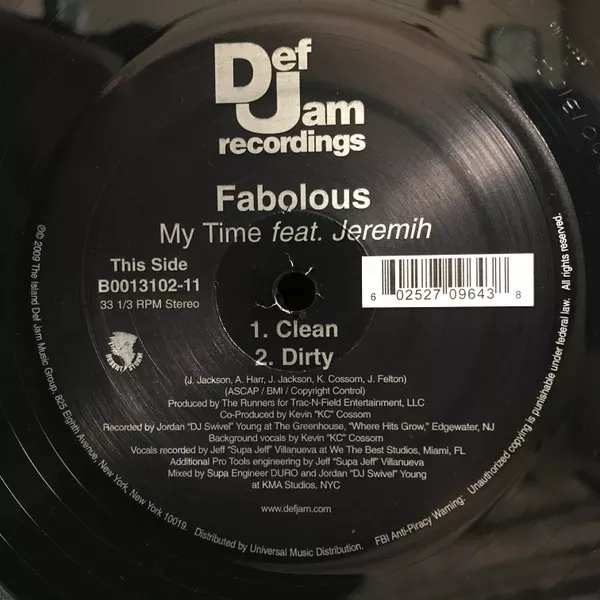 Def
Jam
recordings
Fabolous
My Time feat. Jeremih
This Side
B0013102-11
33 1/3 RPM Stereo
6 02527 09643 8
1. Clean
2. Dirty
DESERT STORM
(J. Jackson, A. Harr, J. Jackson, K. Cossom, J. Felton)
(ASCAP / BMI / Copyright Control)
Produced by The Runners for Trac-N-Field Entertainment, LLC
Co-Produced by Kevin "KC" Cossom
Recorded by Jordan "DJ Swivel" Young at The Greenhouse, "Where Hits Grow," Edgewater, NJ
Background vocals by Kevin "KC" Cossom
Vocals recorded by Jeff "Supa Jeff" Villanueva at We The Best Studios, Miami, FL
Additional Pro Tools engineering by Jeff "Supa Jeff" Villanueva
Mixed by Supa Engineer DURO and Jordan "DJ Swivel" Young
at KMA Studios, NYC
www.defjam.com
℗© 2009 The Island Def Jam Music Group, 825 Eighth Avenue, New York, New York 10019. Distributed by Universal Music Distribution. FBI Anti-Piracy Warning: Unauthorized copying is punishable under federal law. All rights reserved.